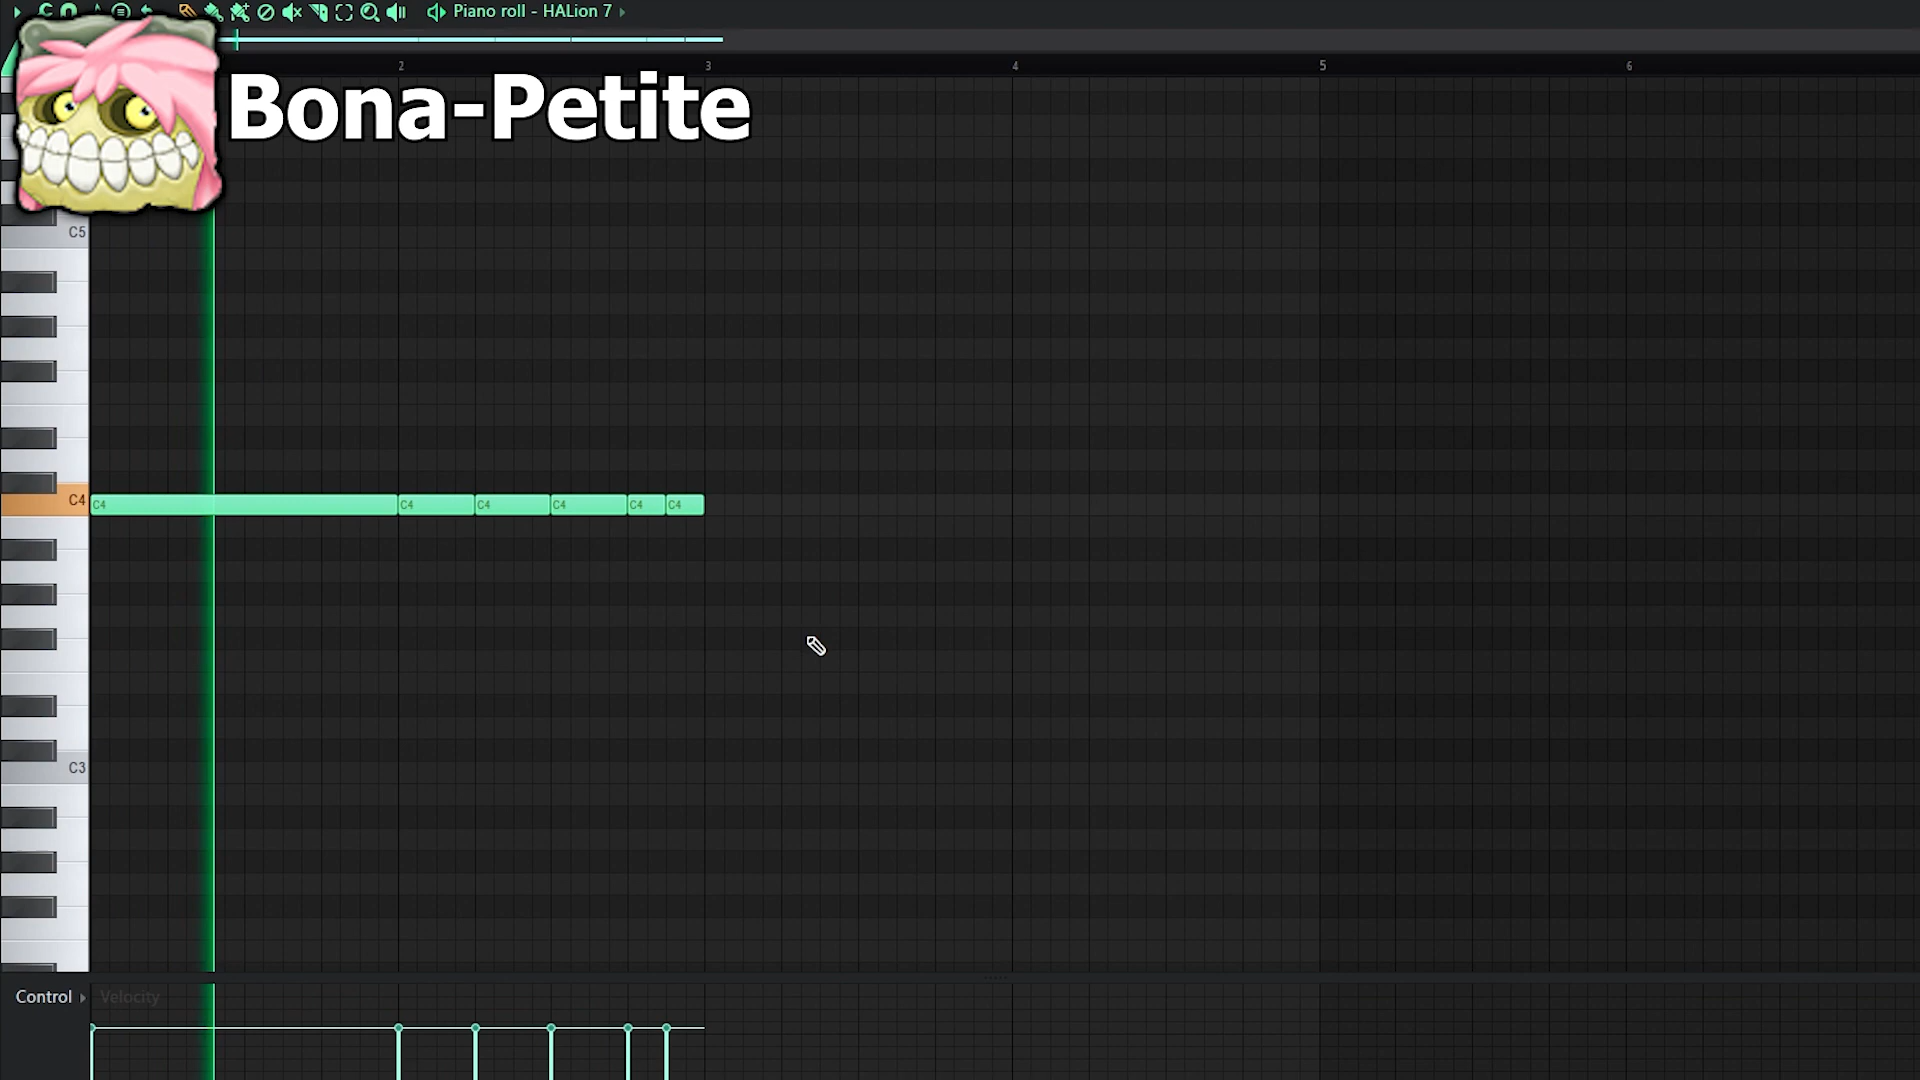 Piano roll - HALion 7
2 3 4 5 6
Bona-Petite
C5
C4 C4 C4 C4 C4 C4 C4
C3
Control Velocity